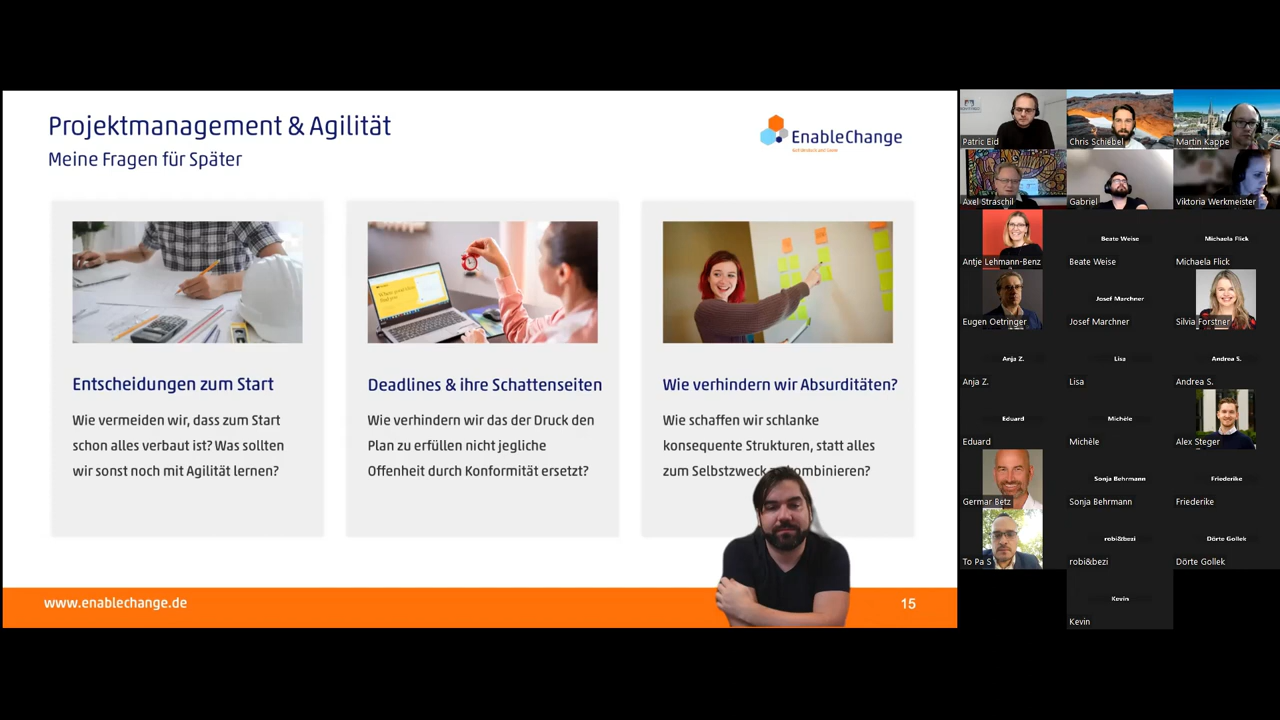 Projektmanagement & Agilität
Meine Fragen für Später
EnableChange
Entscheidungen zum Start
Wie vermeiden wir, dass zum Start
schon alles verbaut ist? Was sollten
wir sonst noch mit Agilität lernen?
Deadlines & ihre Schattenseiten
Wie verhindern wir das der Druck den
Plan zu erfüllen nicht jegliche
Offenheit durch Konformität ersetzt?
Wie verhindern wir Absurditäten?
Wie schaffen wir schlanke
konsequente Strukturen, statt alles
zum Selbstzweck kombinieren?
www.enablechange.de
15
Patric Eid
Chris Schiebel
Martin Kappe
Axel Straschil
Gabriel
Viktoria Werkmeister
Antje Lehmann-Benz
Beate Weise
Beate Weise
Michaela Flick
Michaela Flick
Eugen Oetringer
Josef Marchner
Josef Marchner
Silvia Forstner
Anja Z.
Anja Z.
Lisa
Lisa
Andrea S.
Andrea S.
Eduard
Eduard
Michèle
Michèle
Alex Steger
Germar Betz
Sonja Behrmann
Sonja Behrmann
Friederike
Friederike
To Pa S
robi&bezi
robi&bezi
Dörte Gollek
Dörte Gollek
Kevin
Kevin